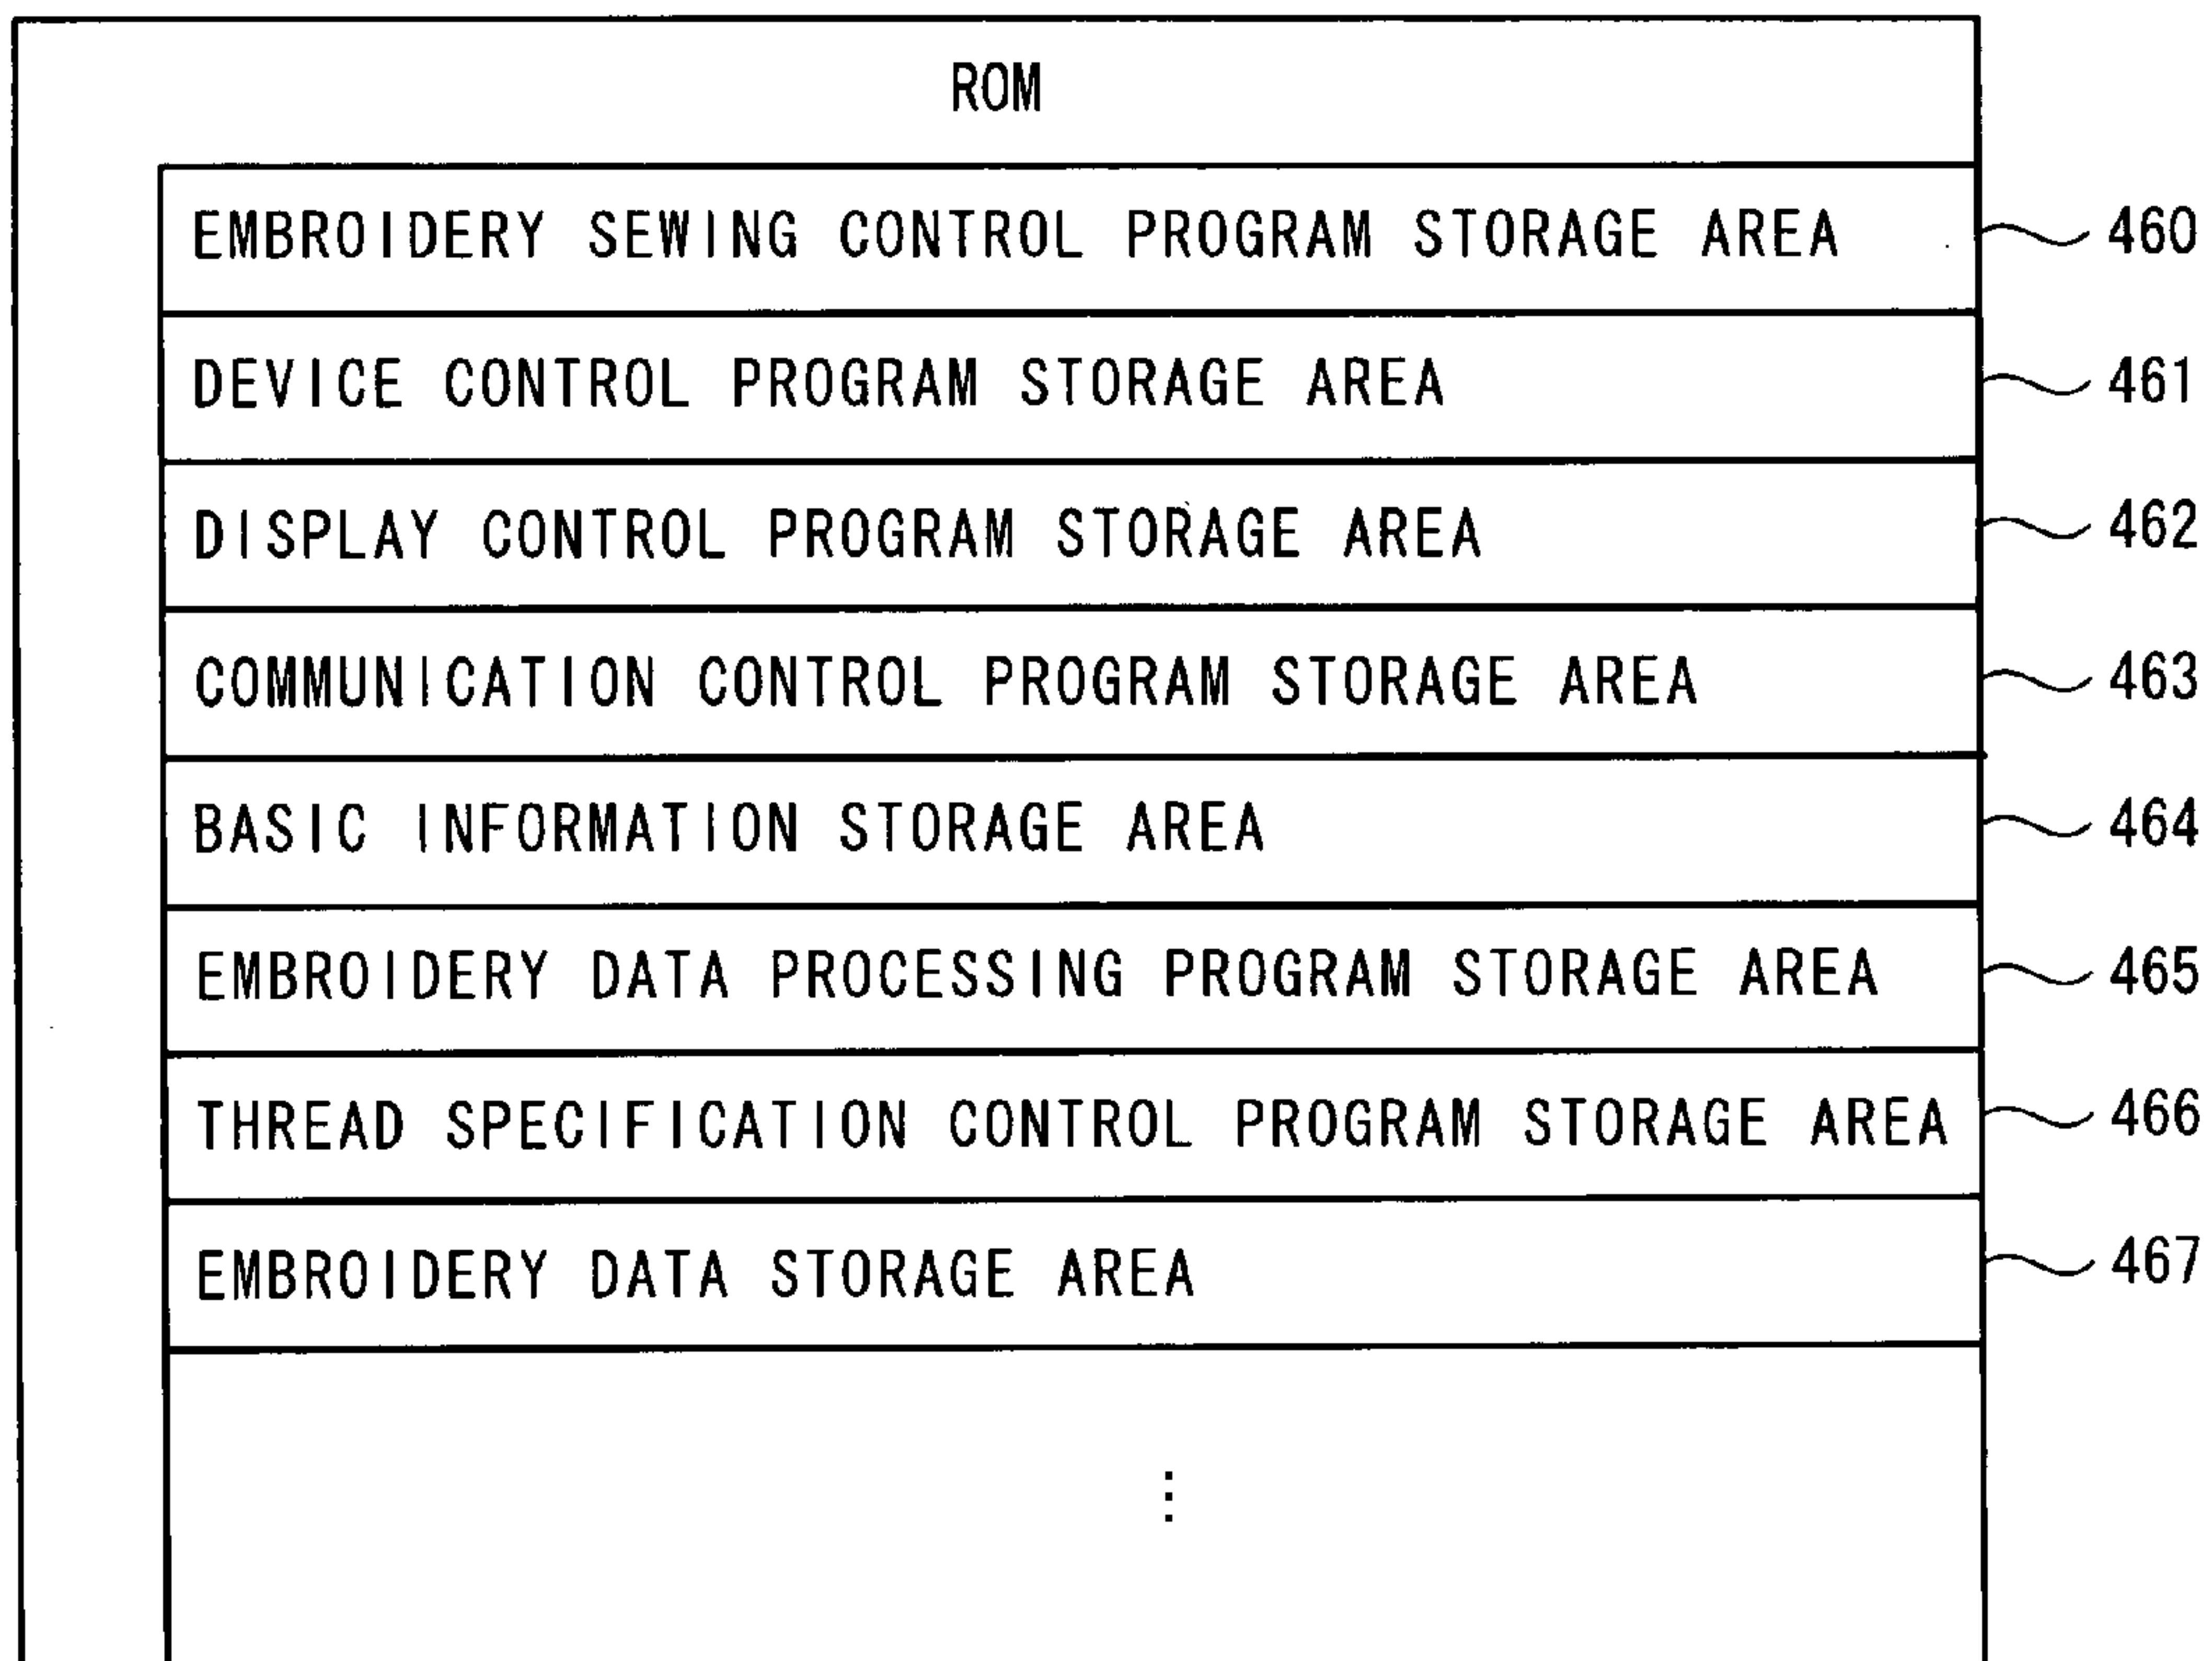 ROM
EMBROIDERY SEWING CONTROL PROGRAM STORAGE AREA 460
DEVICE CONTROL PROGRAM STORAGE AREA 461
DISPLAY CONTROL PROGRAM STORAGE AREA 462
COMMUNICATION CONTROL PROGRAM STORAGE AREA 463
BASIC INFORMATION STORAGE AREA 464
EMBROIDERY DATA PROCESSING PROGRAM STORAGE AREA 465
THREAD SPECIFICATION CONTROL PROGRAM STORAGE AREA 466
EMBROIDERY DATA STORAGE AREA 467
⋮